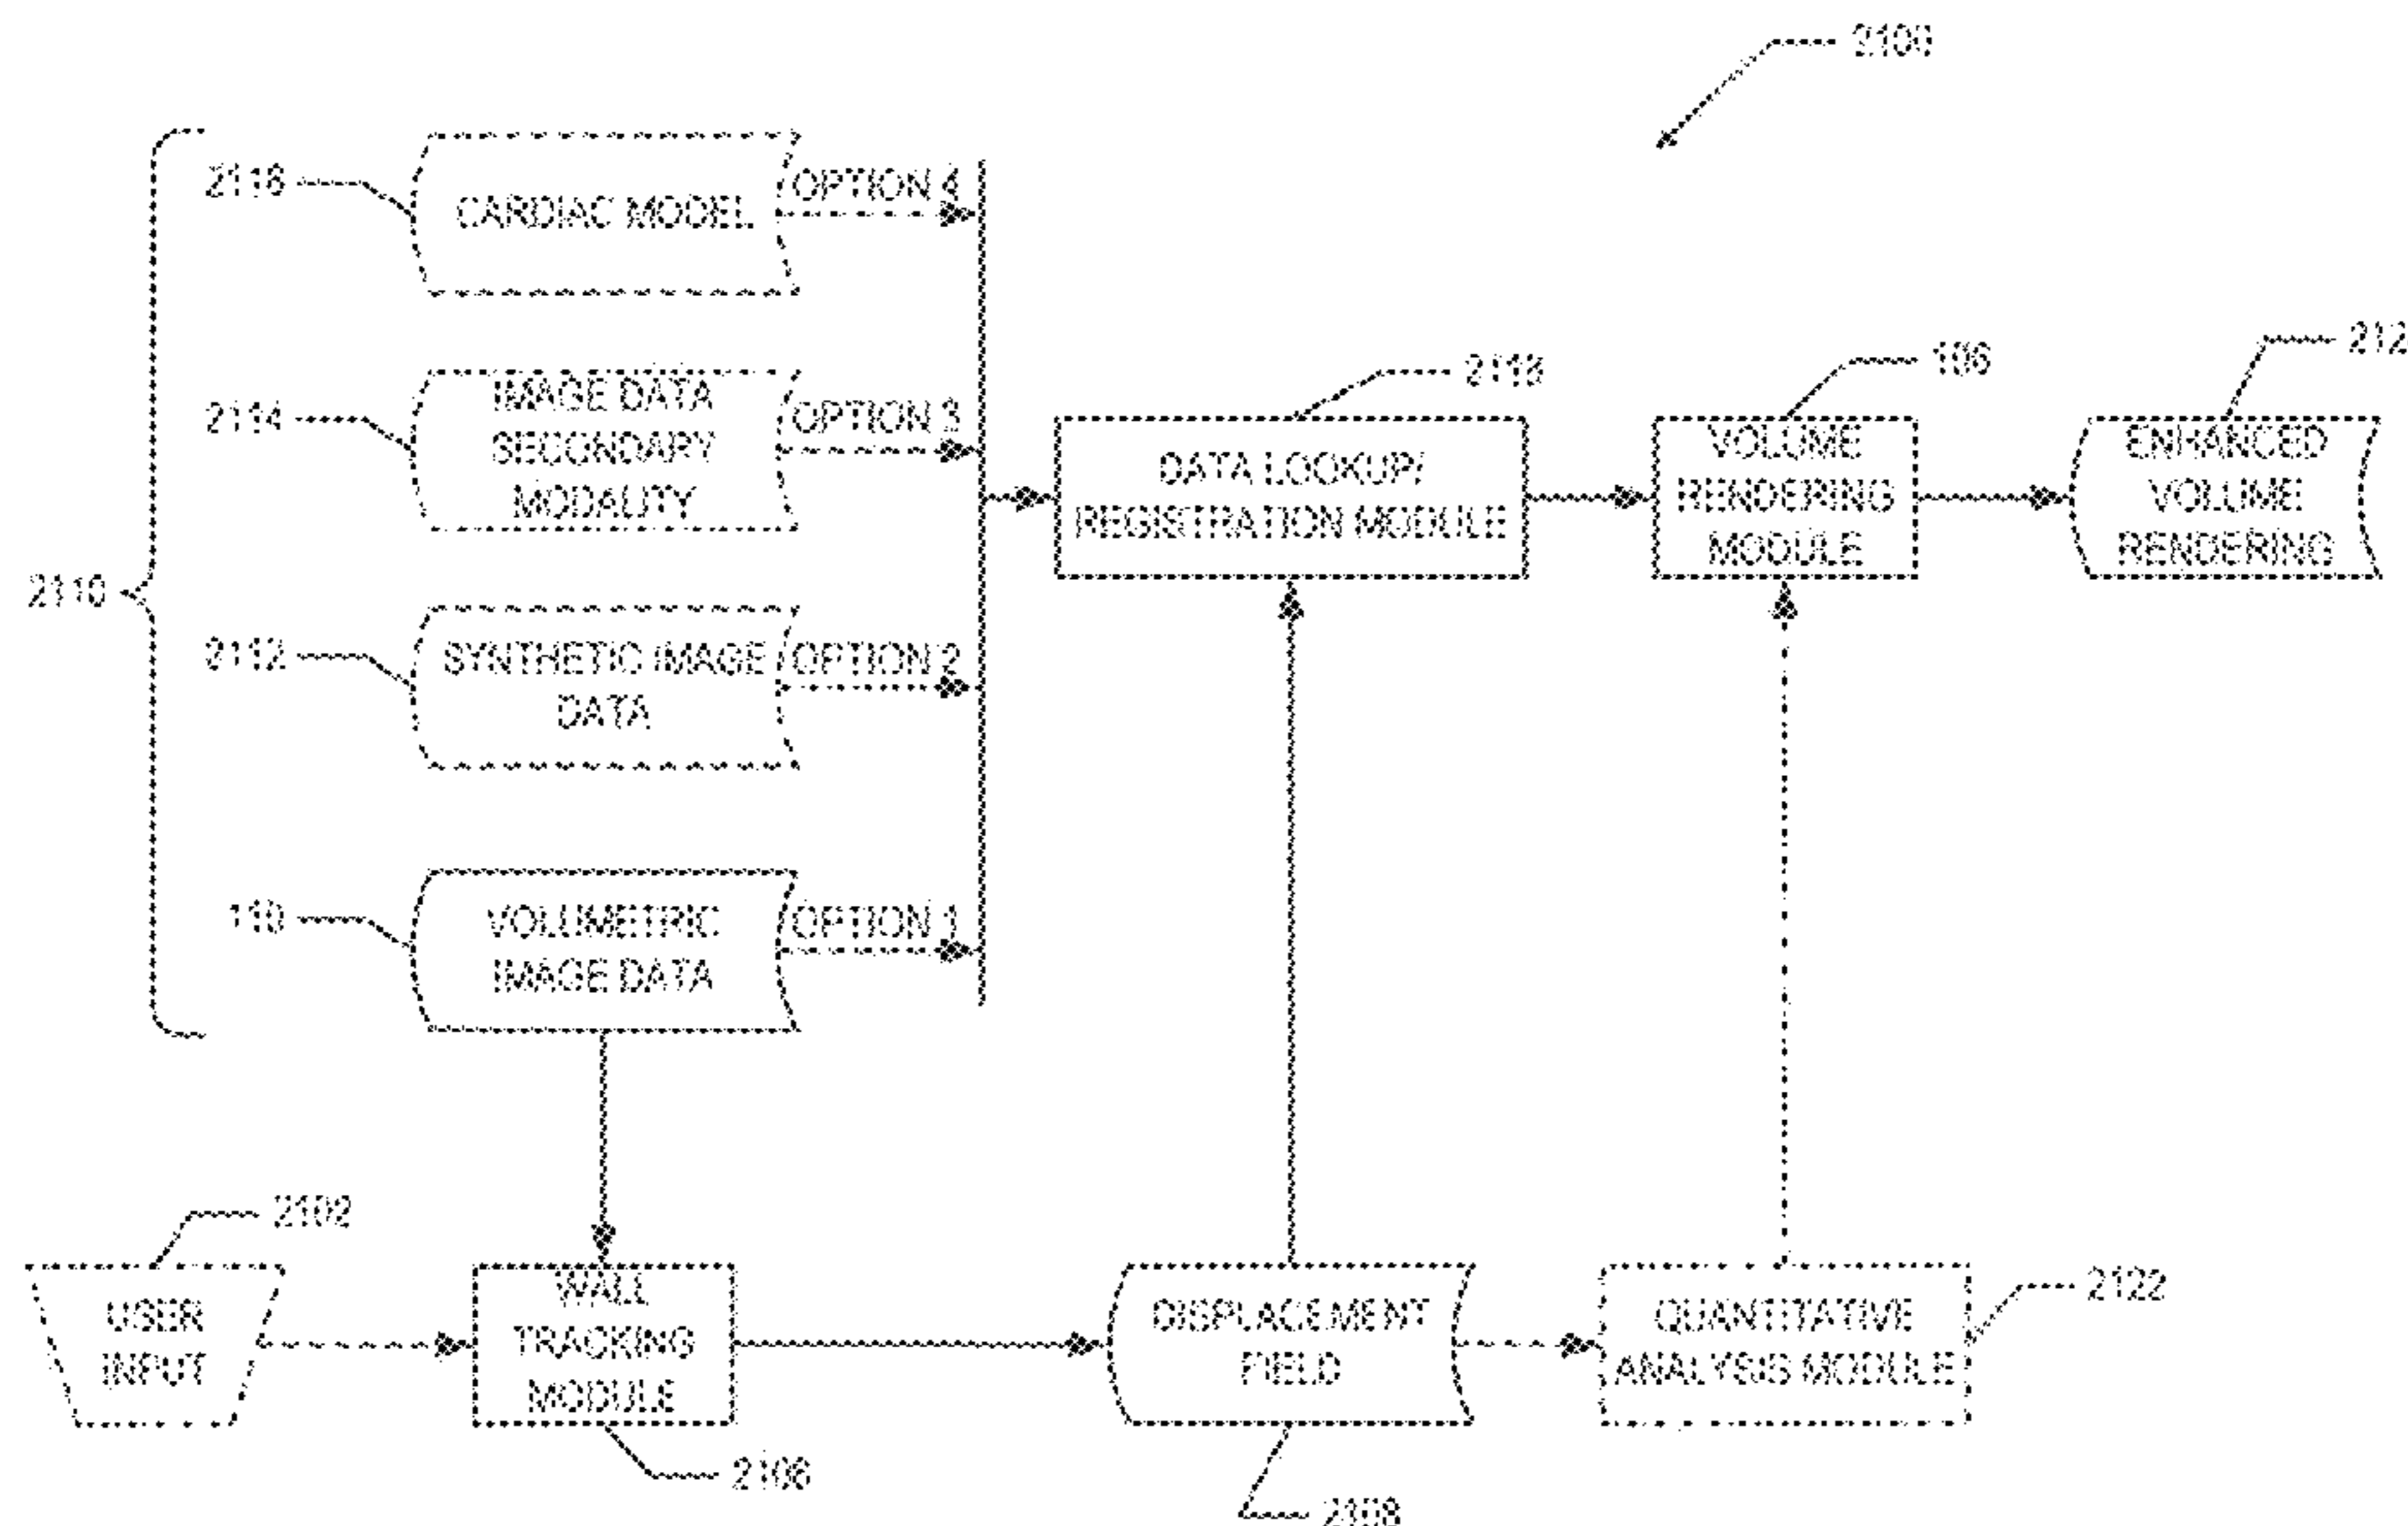 2100
2116
CARDIAC MODEL
OPTION 4
2114
IMAGE DATA
SECONDARY
MODALITY
OPTION 3
2110
2112
SYNTHETIC IMAGE
DATA
OPTION 2
110
VOLUMETRIC
IMAGE DATA
OPTION 1
DATA LOOKUP/
REGISTRATION MODULE
106
VOLUME
RENDERING
MODULE
212
ENHANCED
VOLUME
RENDERING
2102
USER
INPUT
WALL
TRACKING
MODULE
2106
DISPLACEMENT
FIELD
2108
QUANTITATIVE
ANALYSIS MODULE
2122